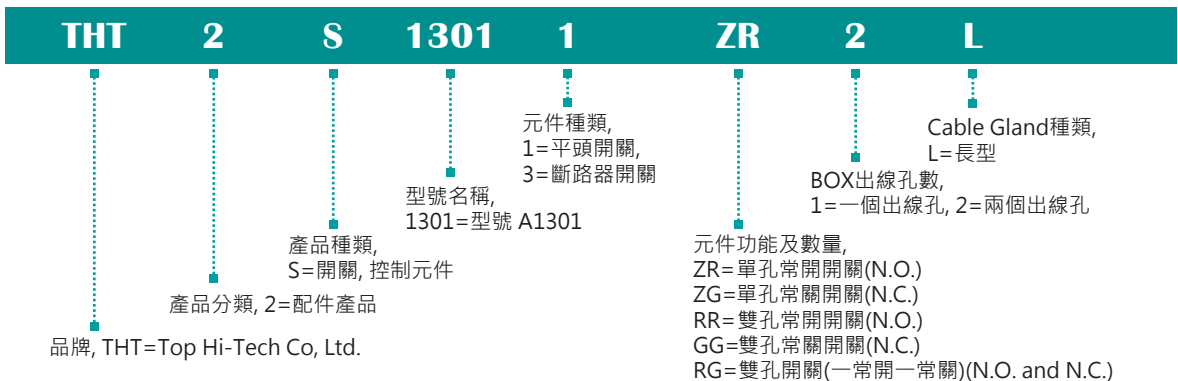 THT 2 S 1301 1 ZR 2 L
元件種類,
1=平頭開關,
3=斷路器開關
Cable Gland種類,
L=長型
型號名稱,
1301=型號 A1301
BOX出線孔數,
1=一個出線孔, 2=兩個出線孔
產品種類,
S=開關, 控制元件
元件功能及數量,
ZR=單孔常開開關(N.O.)
ZG=單孔常關開關(N.C.)
RR=雙孔常開開關(N.O.)
GG=雙孔常關開關(N.C.)
RG=雙孔開關(一常開一常關)(N.O. and N.C.)
產品分類, 2=配件產品
品牌, THT=Top Hi-Tech Co, Ltd.